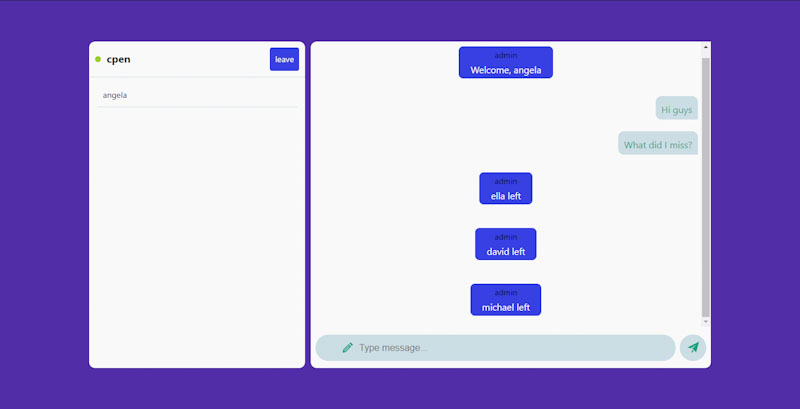 cpen
leave
angela
admin
Welcome, angela
Hi guys
What did I miss?
admin
ella left
admin
david left
admin
michael left
Type message...